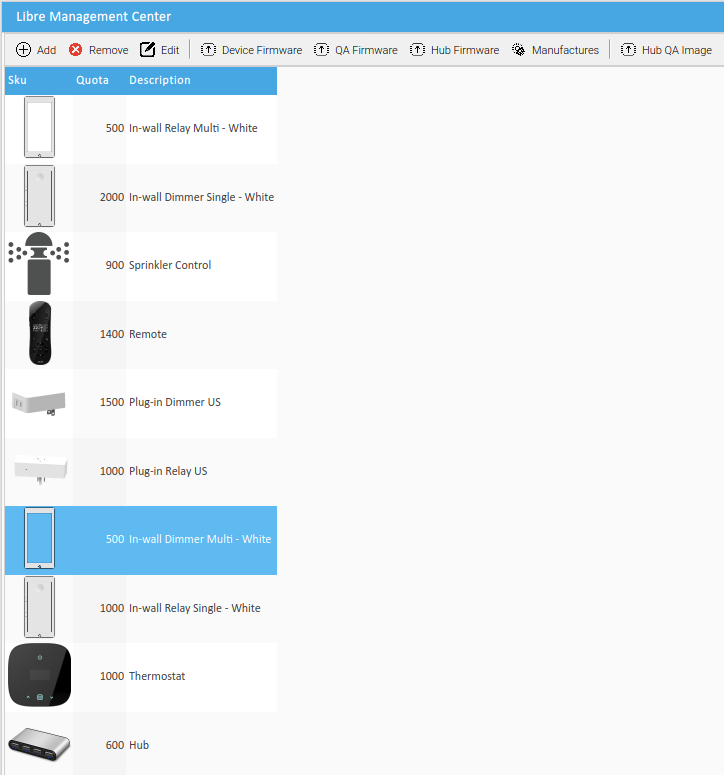 Libre Management Center
Add Remove Edit Device Firmware QA Firmware Hub Firmware Manufactures Hub QA Image
Sku Quota Description
500 In-wall Relay Multi - White
2000 In-wall Dimmer Single - White
900 Sprinkler Control
1400 Remote
1500 Plug-in Dimmer US
1000 Plug-in Relay US
500 In-wall Dimmer Multi - White
1000 In-wall Relay Single - White
1000 Thermostat
600 Hub